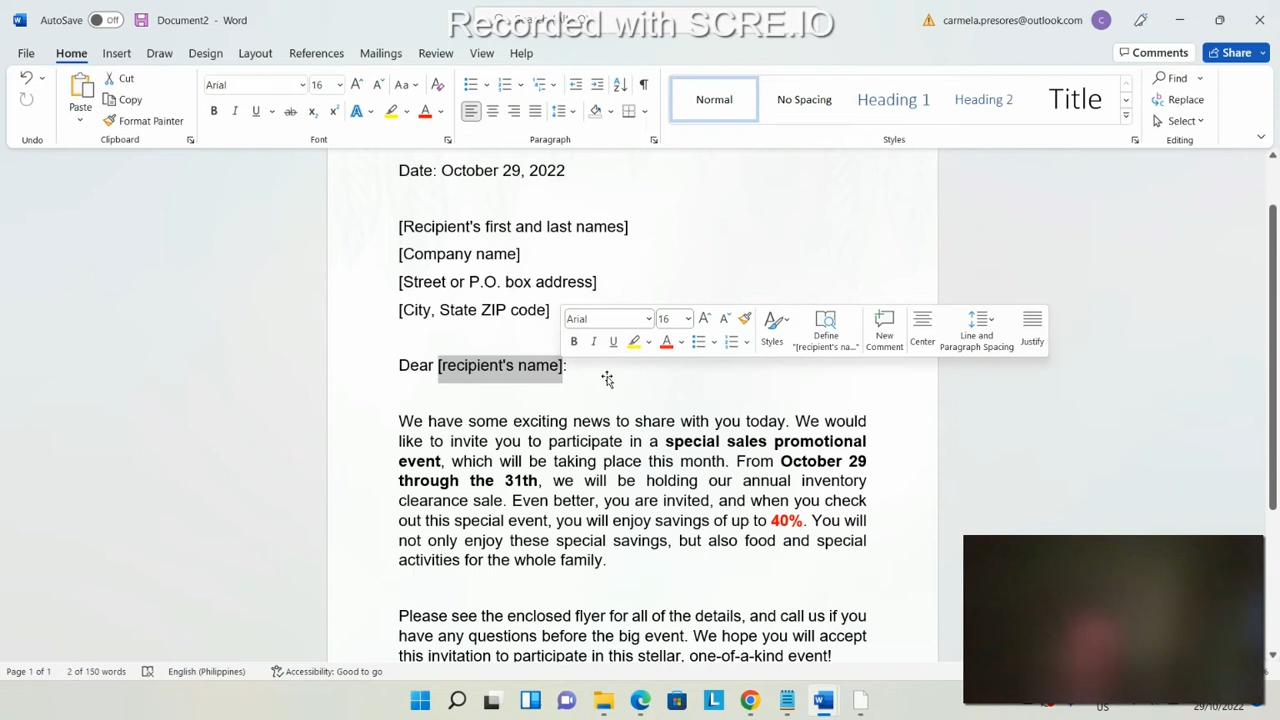 AutoSave Off Document2 - Word
Recorded with SCRE.IO
carmela.presores@outlook.com C
File Home Insert Draw Design Layout References Mailings Review View Help
Comments Share
Paste Cut Copy Format Painter
Arial 16
Normal No Spacing Heading 1 Heading 2 Title
Find Replace Select
Undo Clipboard Font Paragraph Styles Editing
Date: October 29, 2022
[Recipient's first and last names]
[Company name]
[Street or P.O. box address]
[City, State ZIP code]
Arial 16
Styles Define "[recipient's na..." New Comment Center Line and Paragraph Spacing Justify
Dear [recipient's name]:
We have some exciting news to share with you today. We would
like to invite you to participate in a special sales promotional
event, which will be taking place this month. From October 29
through the 31th, we will be holding our annual inventory
clearance sale. Even better, you are invited, and when you check
out this special event, you will enjoy savings of up to 40%. You will
not only enjoy these special savings, but also food and special
activities for the whole family.
Please see the enclosed flyer for all of the details, and call us if you
have any questions before the big event. We hope you will accept
this invitation to participate in this stellar, one-of-a-kind event!
Page 1 of 1 2 of 150 words English (Philippines) Accessibility: Good to go
US 29/10/2022